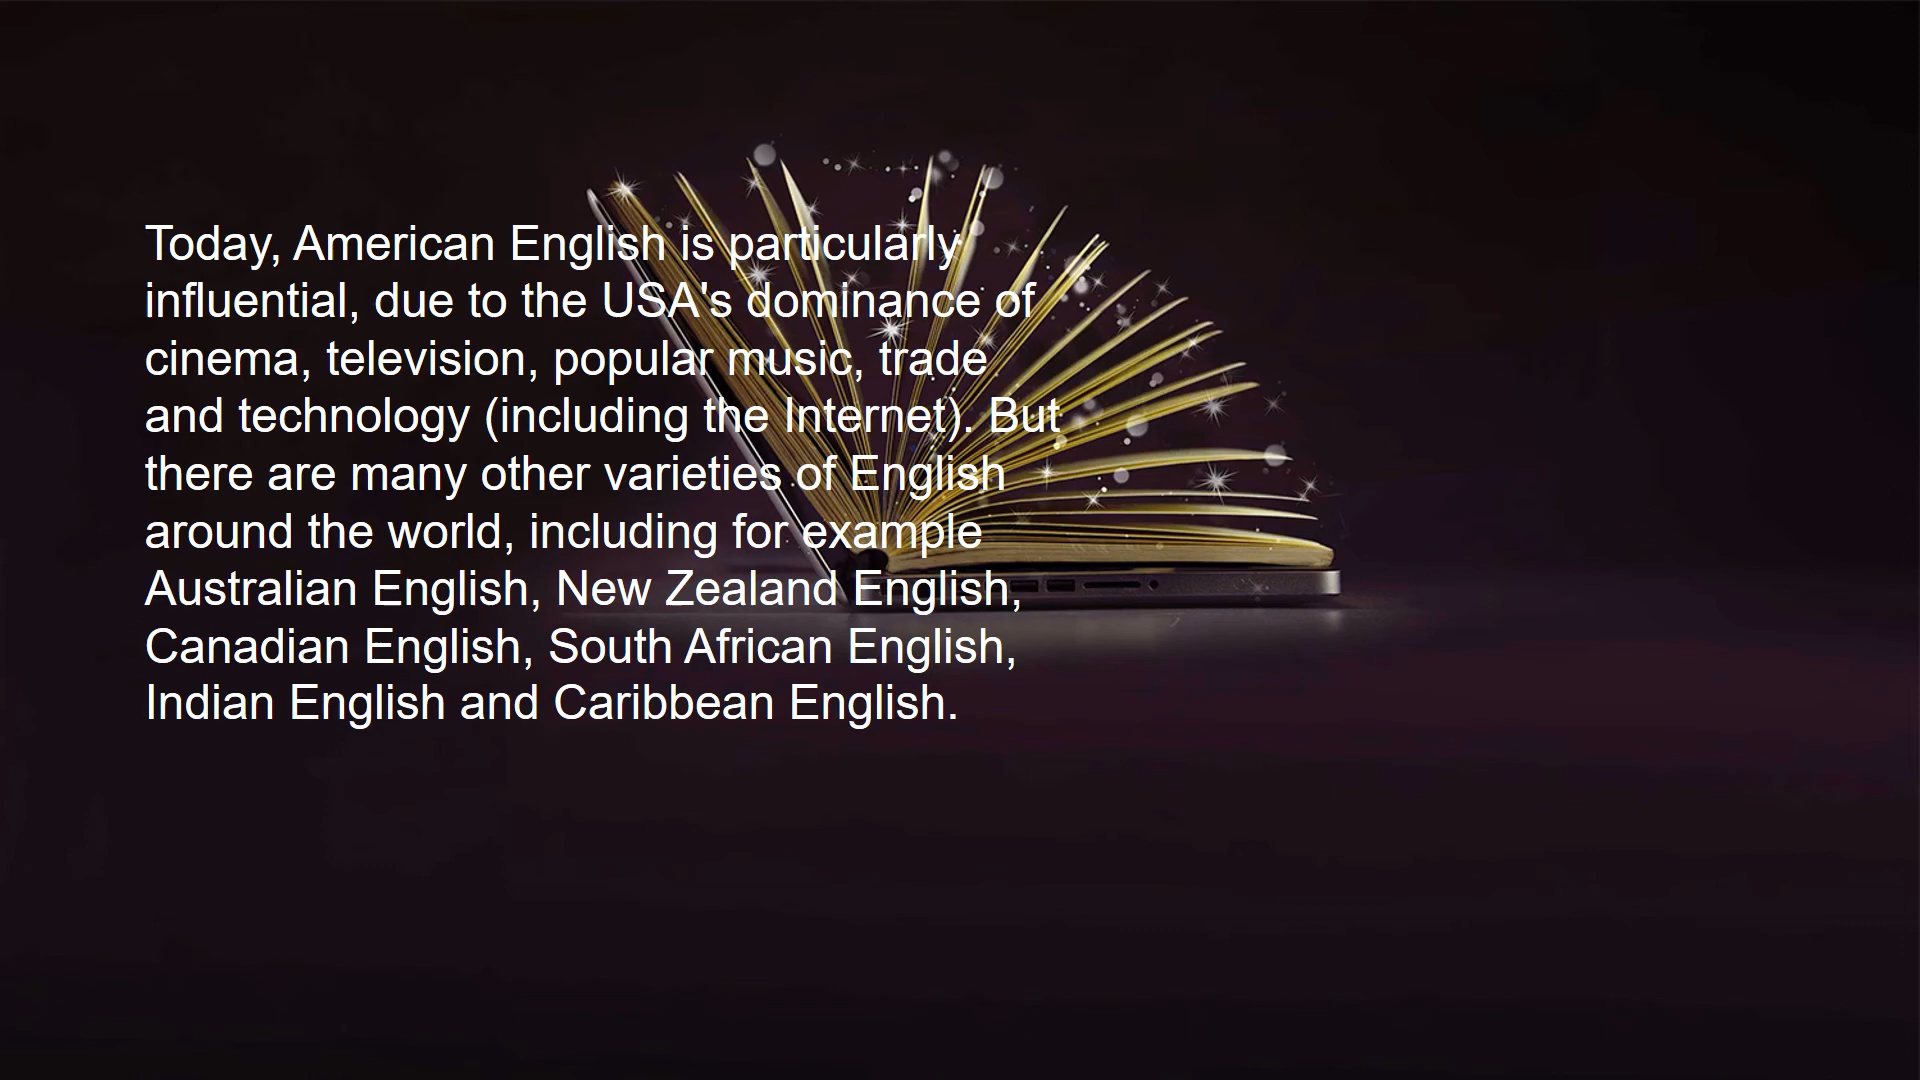 Today, American English is particularly
influential, due to the USA's dominance of
cinema, television, popular music, trade
and technology (including the Internet). But
there are many other varieties of English
around the world, including for example
Australian English, New Zealand English,
Canadian English, South African English,
Indian English and Caribbean English.